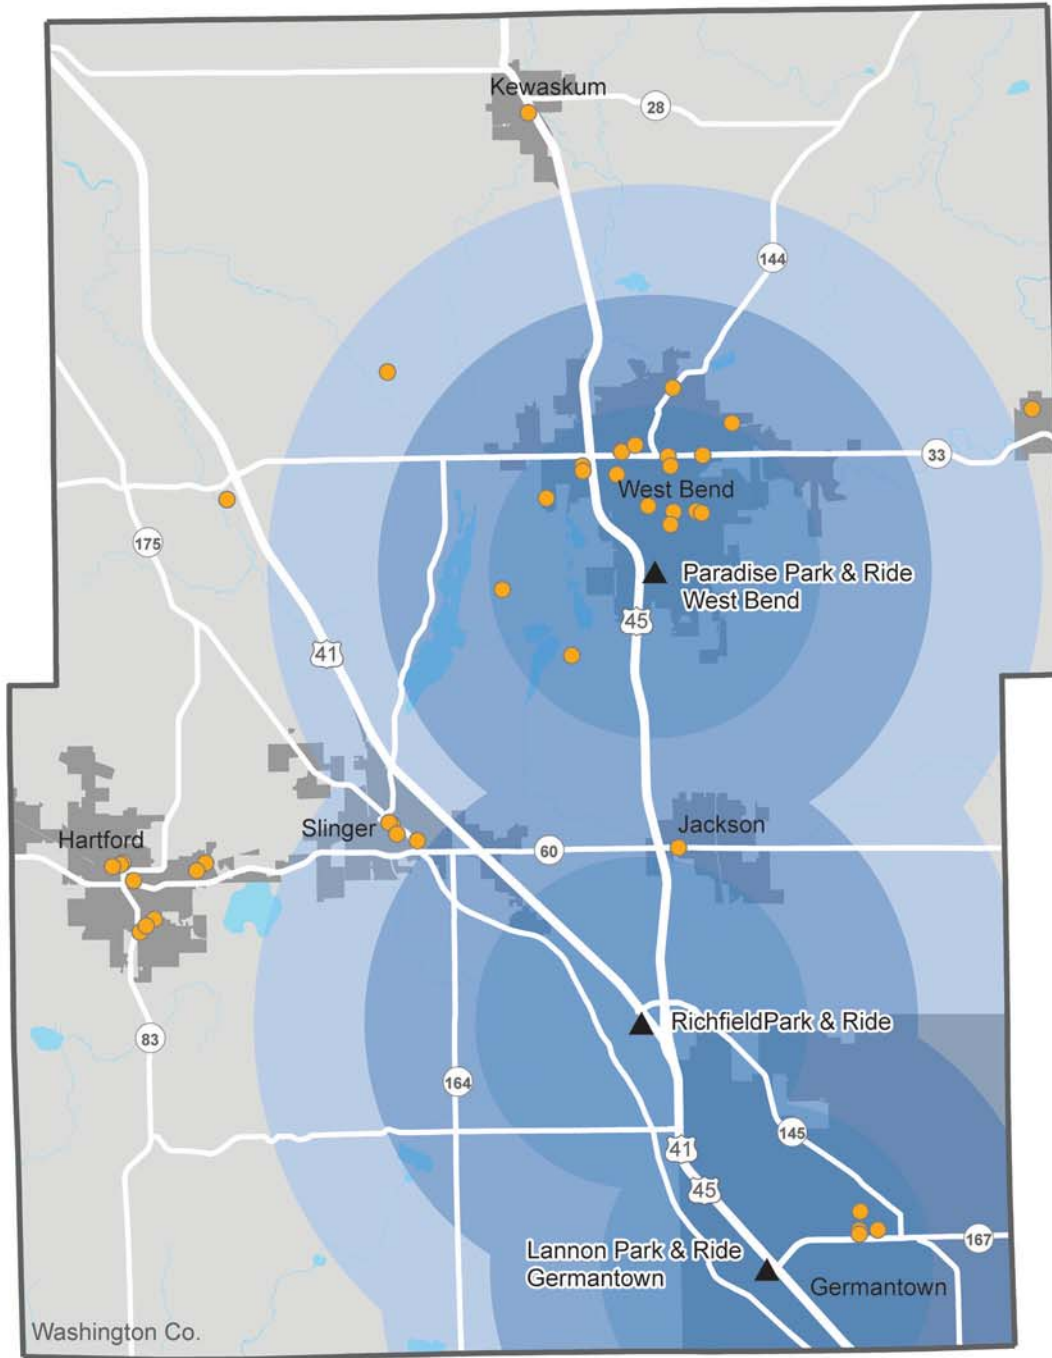 Kewaskum
28
144
33
West Bend
175
Paradise Park & Ride
West Bend
45
41
Hartford
Slinger
Jackson
60
RichfieldPark & Ride
83
164
145
41
45
167
Lannon Park & Ride
Germantown
Germantown
Washington Co.